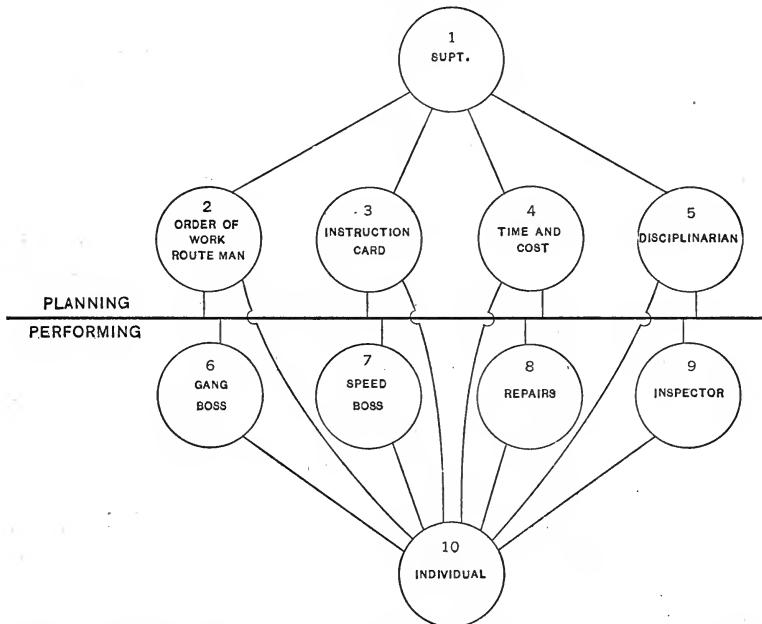 1
SUPT.
2
ORDER OF
WORK
ROUTE MAN
3
INSTRUCTION
CARD
4
TIME AND
COST
5
DISCIPLINARIAN
PLANNING
PERFORMING
6
GANG
BOSS
7
SPEED
BOSS
8
REPAIRS
9
INSPECTOR
10
INDIVIDUAL